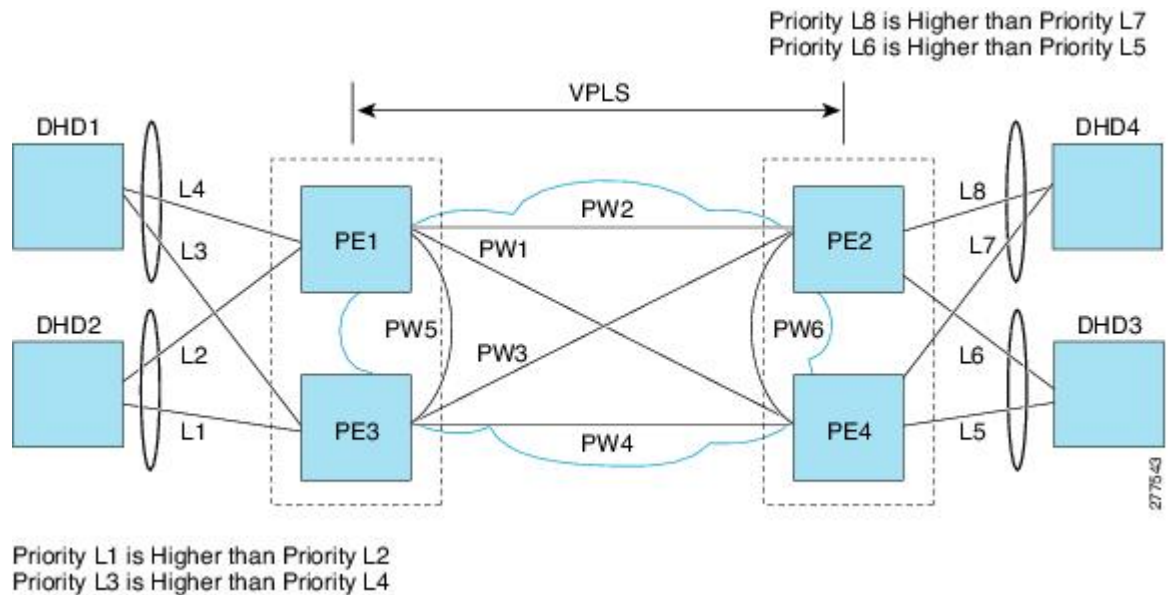 Priority L8 is Higher than Priority L7
Priority L6 is Higher than Priority L5
VPLS
DHD1
DHD4
L4
L8
PW2
PE1
PE2
L3
PW1
L7
DHD2
DHD3
PW5
PW6
L2
PW3
L6
L1
PE3
PW4
PE4
L5
277543
Priority L1 is Higher than Priority L2
Priority L3 is Higher than Priority L4